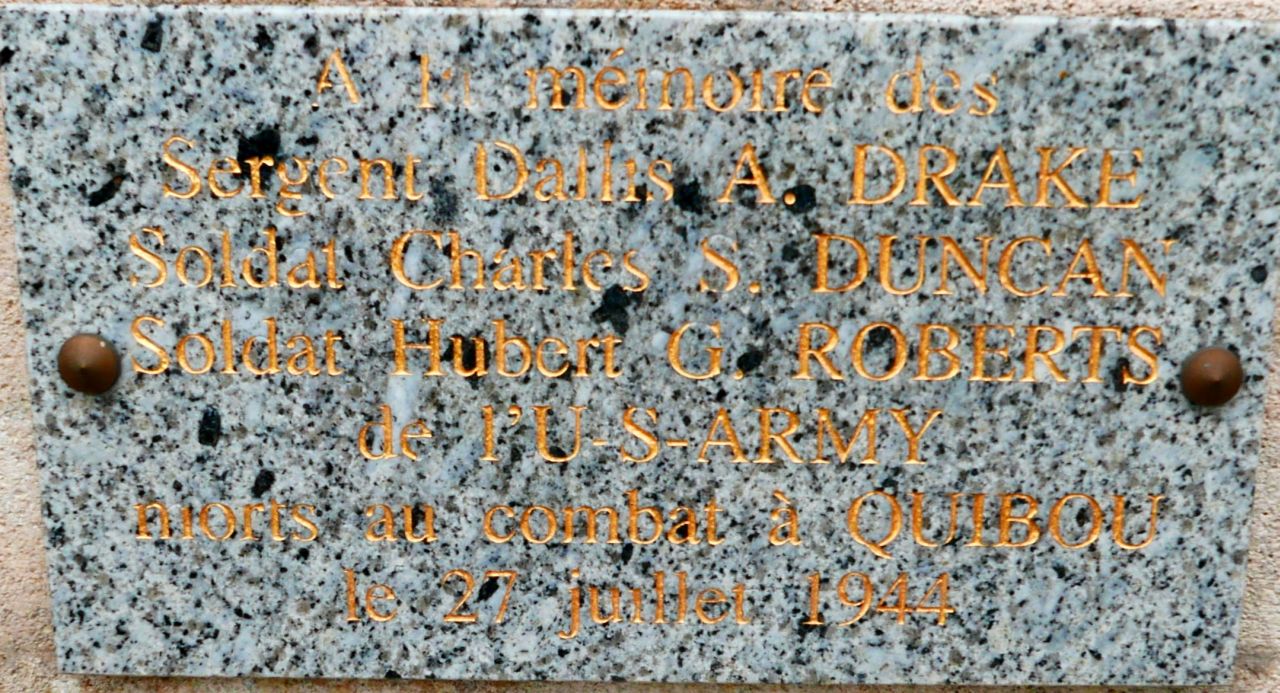 A la mémoire des
Sergent Dallis A. DRAKE
Soldat Charles S. DUNCAN
Soldat Hubert G. ROBERTS
de l'U-S-ARMY
morts au combat à QUIBOU
le 27 juillet 1944